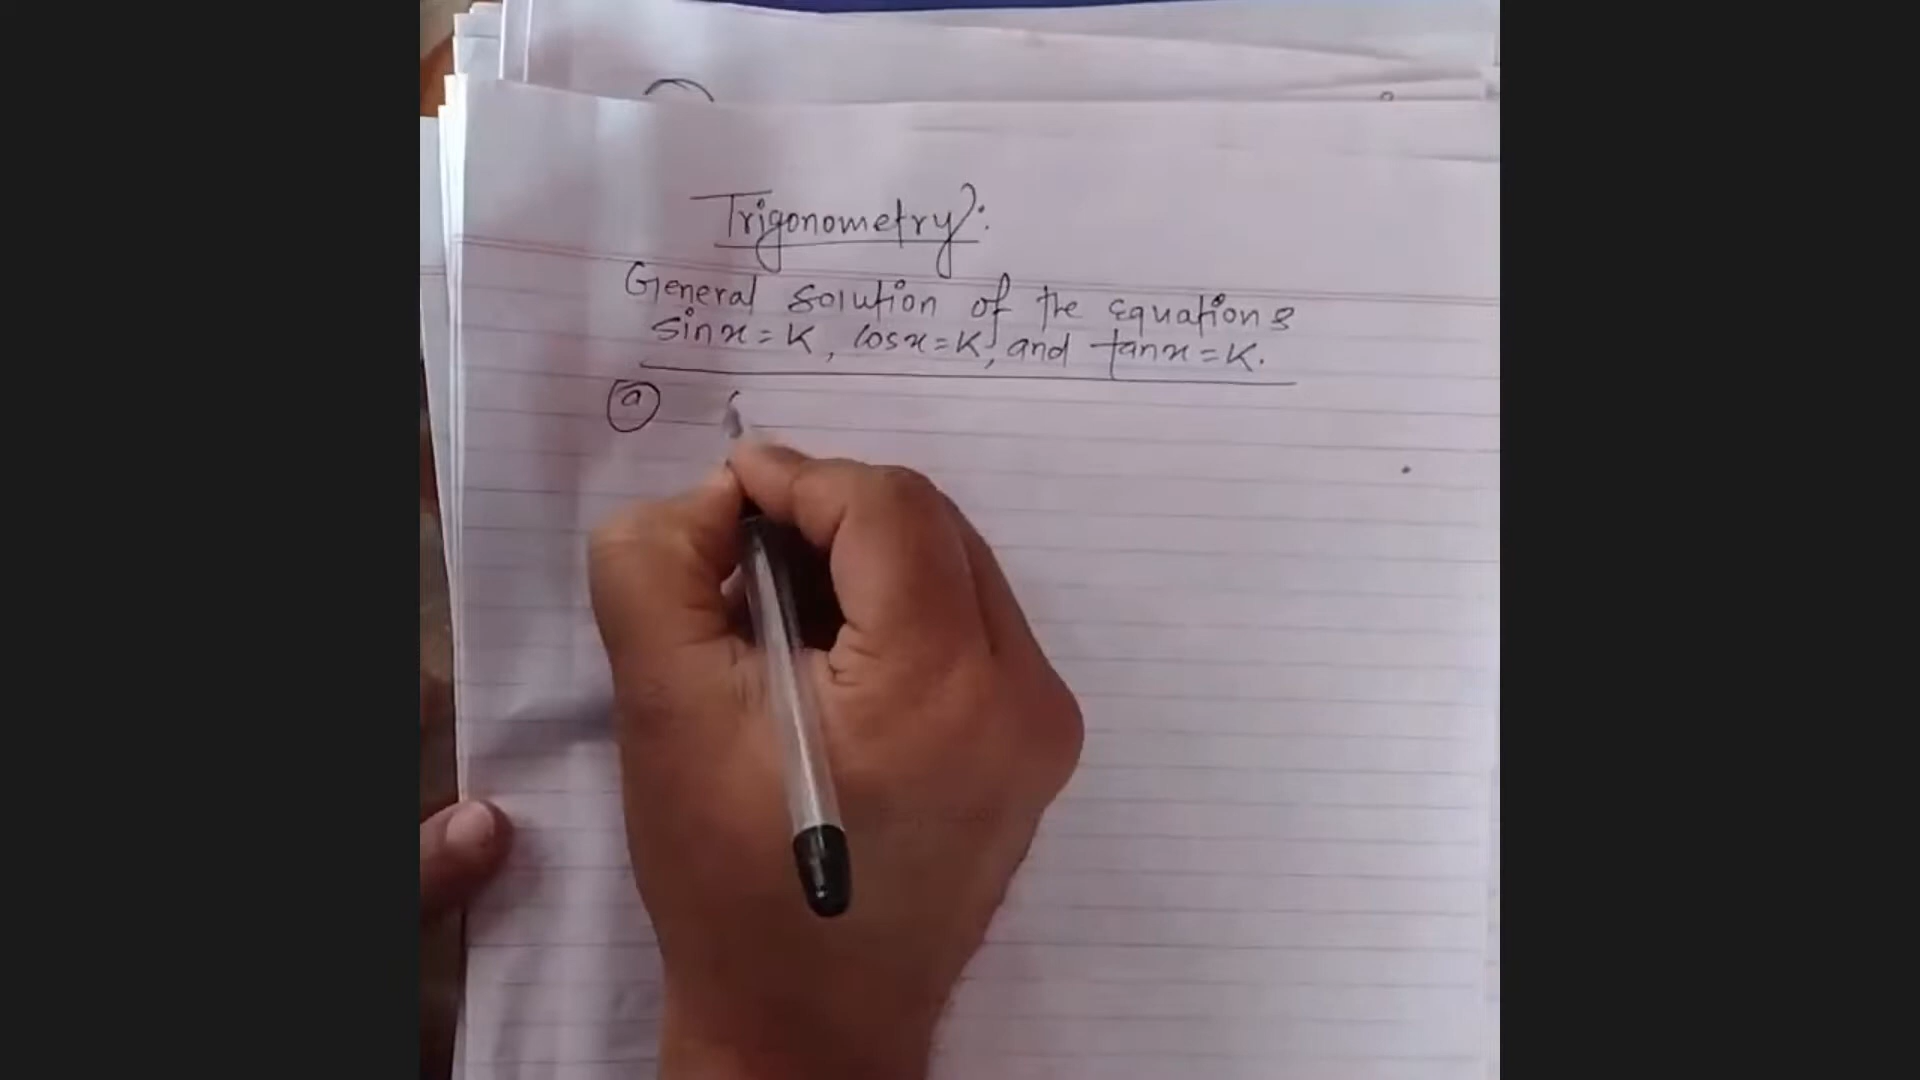 Trigonometry:
General solution of the equations
sinx = K, cosx = K, and tanx = K.
a